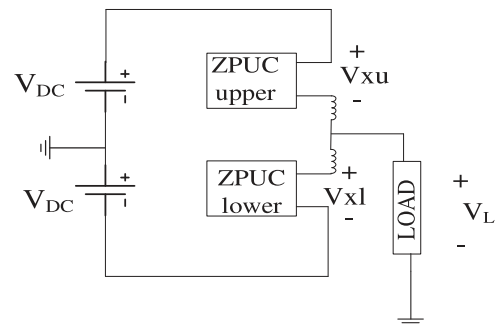 ZPUC
upper
+
Vxu
-
VDC
+
-
VDC
+
-
ZPUC
lower
+
Vxl
-
LOAD
+
VL
-